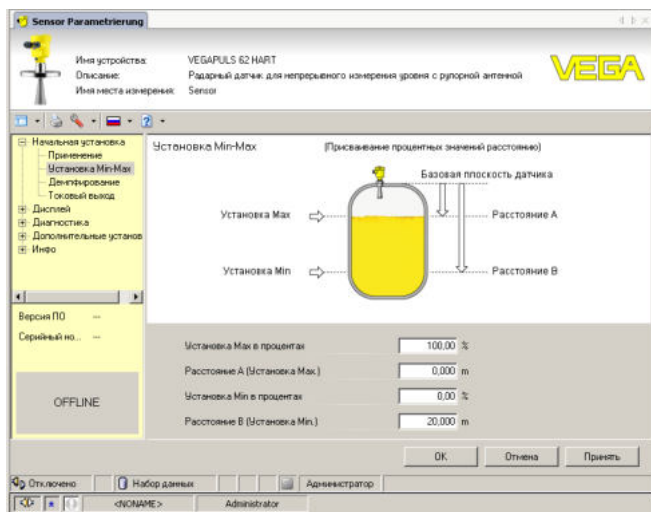 Sensor Parametrierung
Имя устройства: VEGAPULS 62 HART
Описание: Радарный датчик для непрерывного измерения уровня с рупорной антенной
Имя места измерения: Sensor
VEGA
Начальная установка
Применение
Установка Min-Max
Демпфирование
Токовый выход
Дисплей
Диагностика
Дополнительные установ
Инфо
Версия ПО ---
Серийный но... ---
OFFLINE
Установка Min-Max (Присваивание процентных значений расстоянию)
Базовая плоскость датчика
Установка Max Расстояние A
Установка Min Расстояние B
Установка Max в процентах 100,00 %
Расстояние A (Установка Max.) 0,000 m
Установка Min в процентах 0,00 %
Расстояние B (Установка Min.) 20,000 m
OK Отмена Принять
Отключено Набор данных Администратор
<NONAME> Administrator